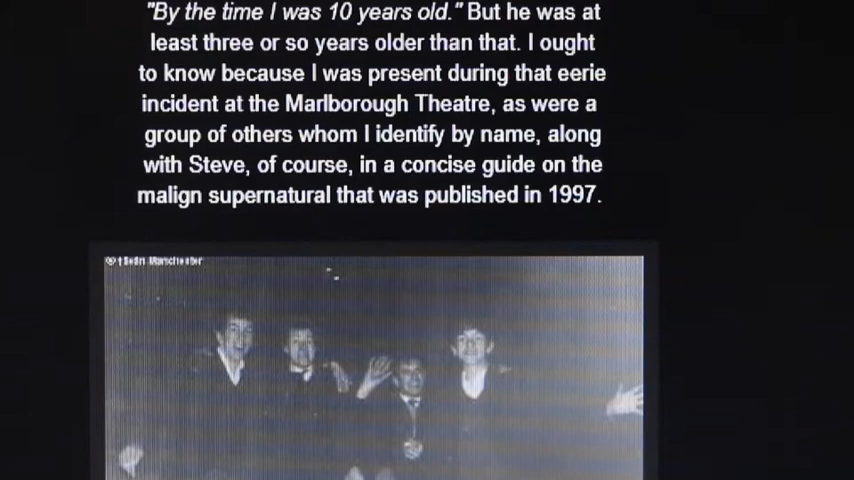 "By the time I was 10 years old." But he was at
least three or so years older than that. I ought
to know because I was present during that eerie
incident at the Marlborough Theatre, as were a
group of others whom I identify by name, along
with Steve, of course, in a concise guide on the
malign supernatural that was published in 1997.
Manchester